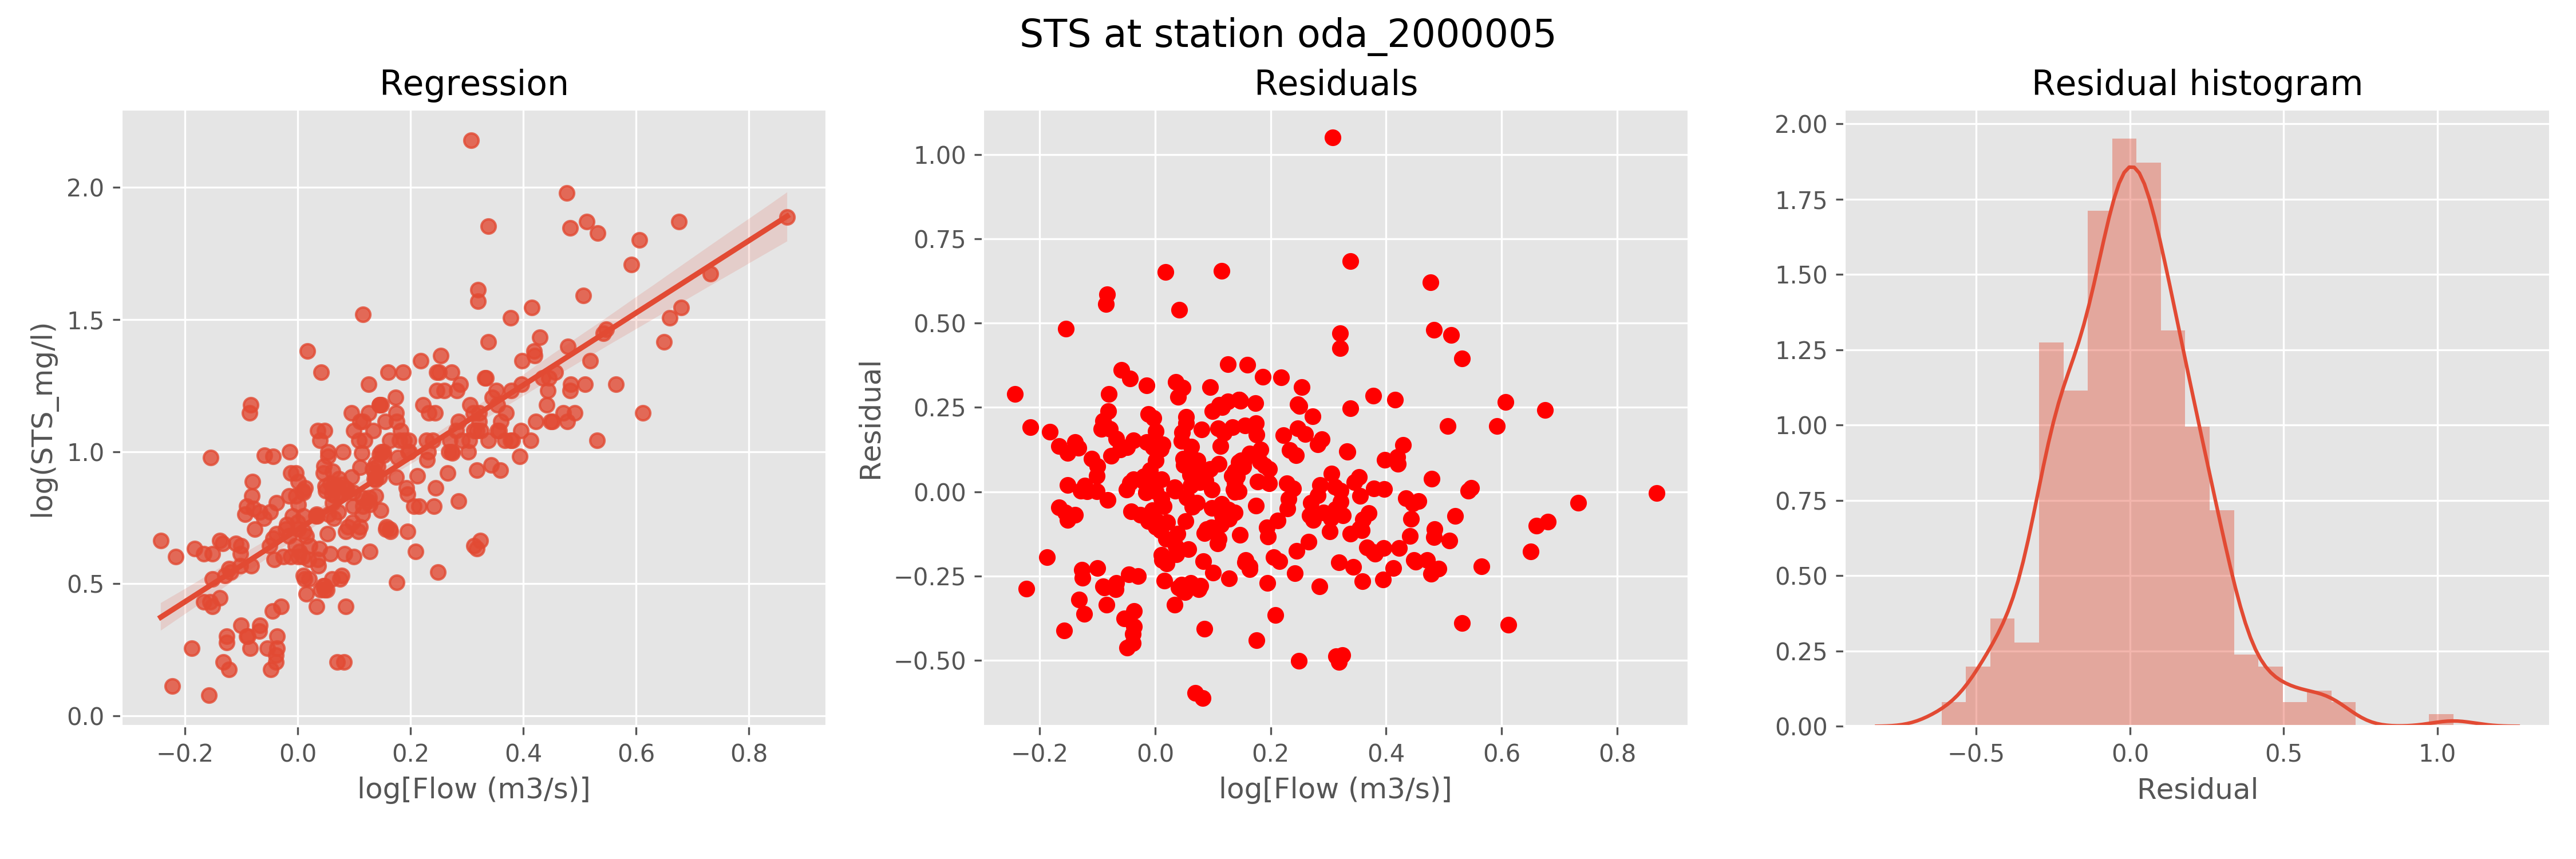 STS at station oda_2000005
Regression
2.0
1.5
1.0
0.5
0.0
log(STS_mg/l)
−0.2 0.0 0.2 0.4 0.6 0.8
log[Flow (m3/s)]
Residuals
1.00
0.75
0.50
0.25
0.00
−0.25
−0.50
Residual
−0.2 0.0 0.2 0.4 0.6 0.8
log[Flow (m3/s)]
Residual histogram
2.00
1.75
1.50
1.25
1.00
0.75
0.50
0.25
0.00
−0.5 0.0 0.5 1.0
Residual